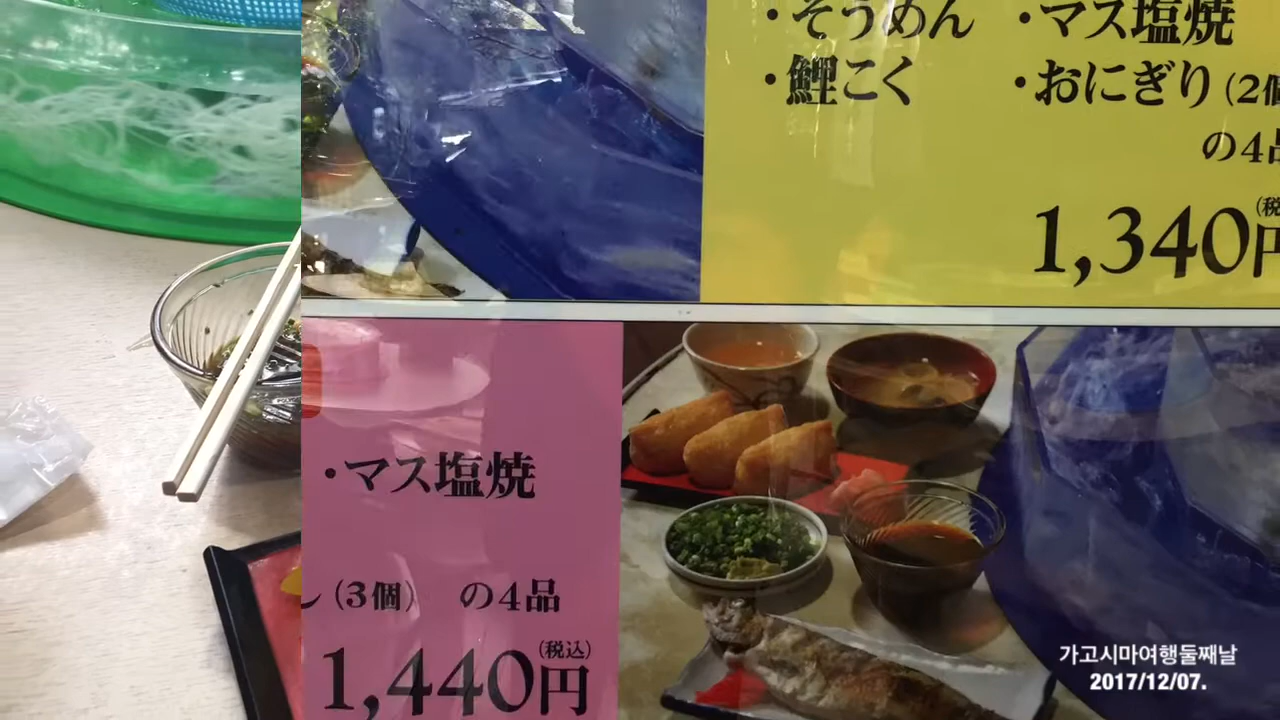 ・そうめん ・マス塩焼
・鯉こく ・おにぎり (2個
の4品
(税
1,340円
・マス塩焼
し (3個) の4品
(税込)
1,440円
가고시마여행둘째날
2017/12/07.